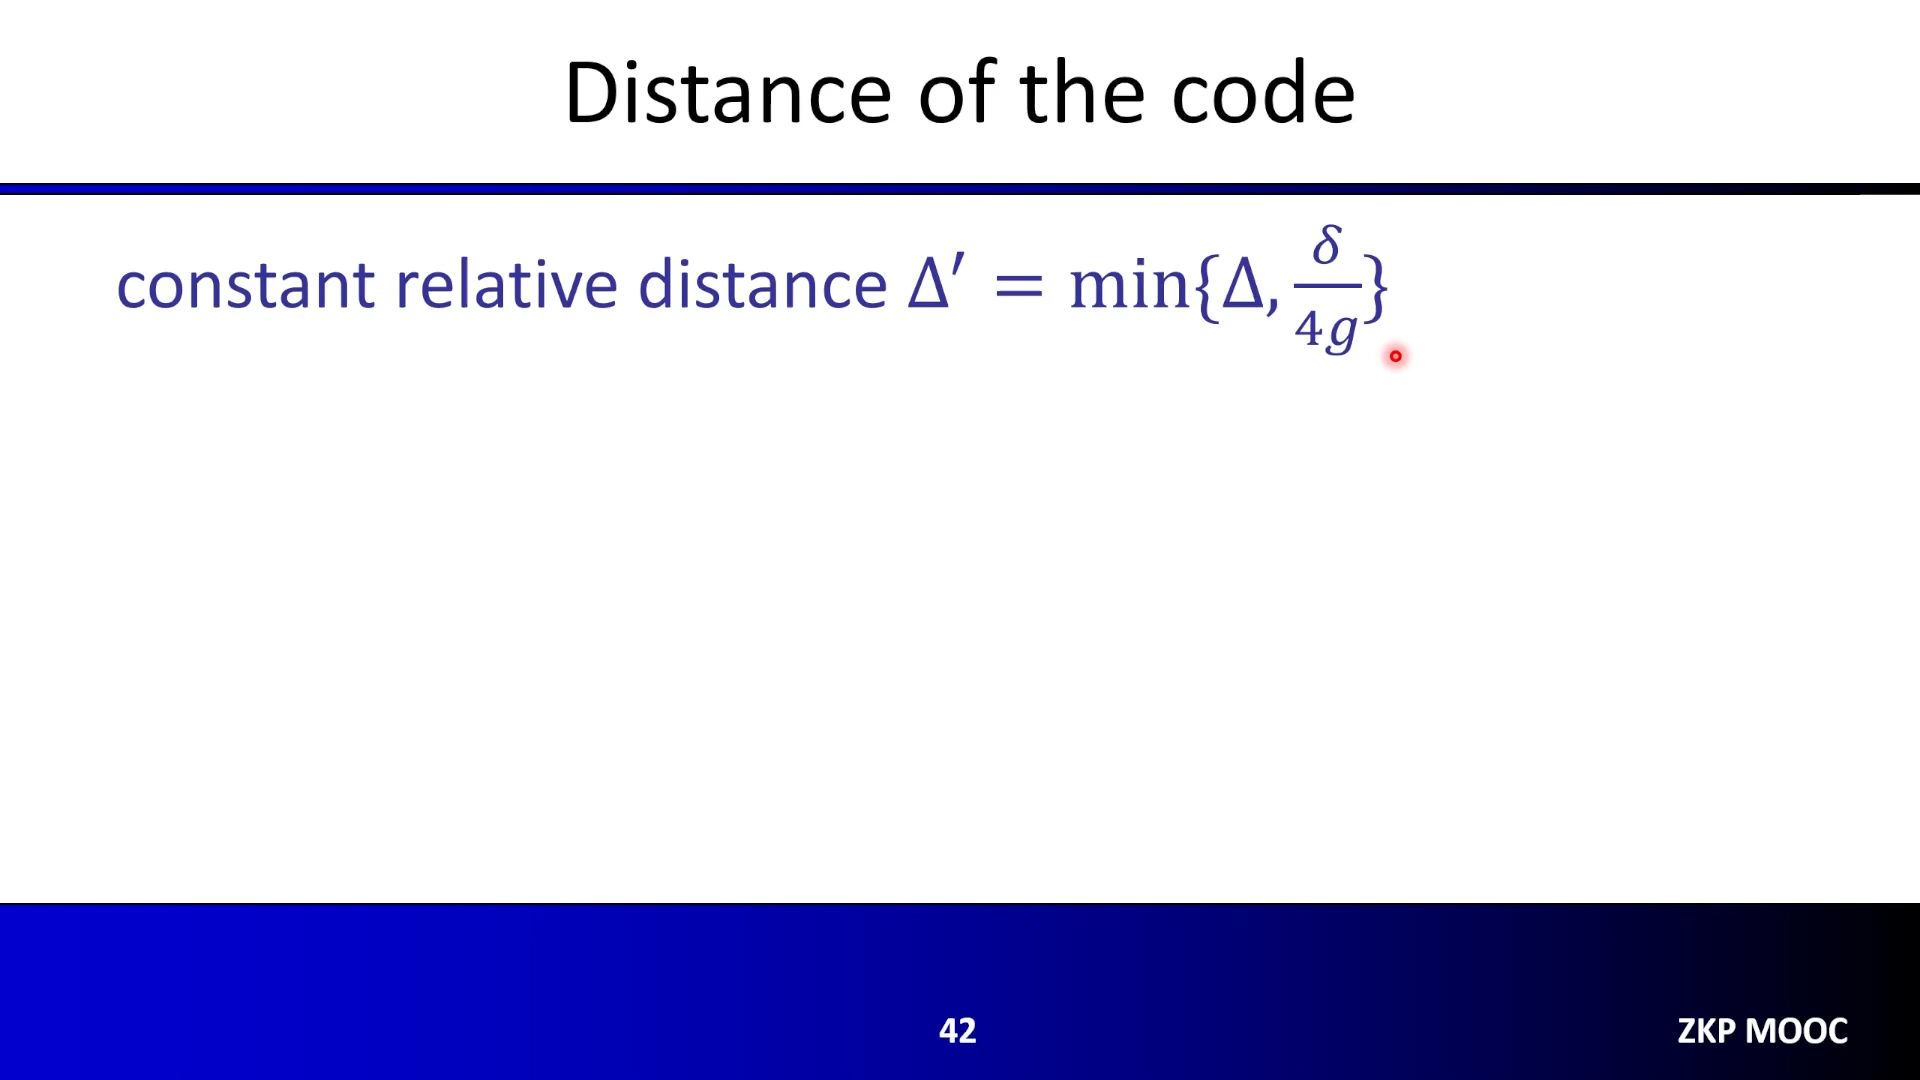 Distance of the code
constant relative distance Δ′ = min{Δ, δ/4g}
42
ZKP MOOC